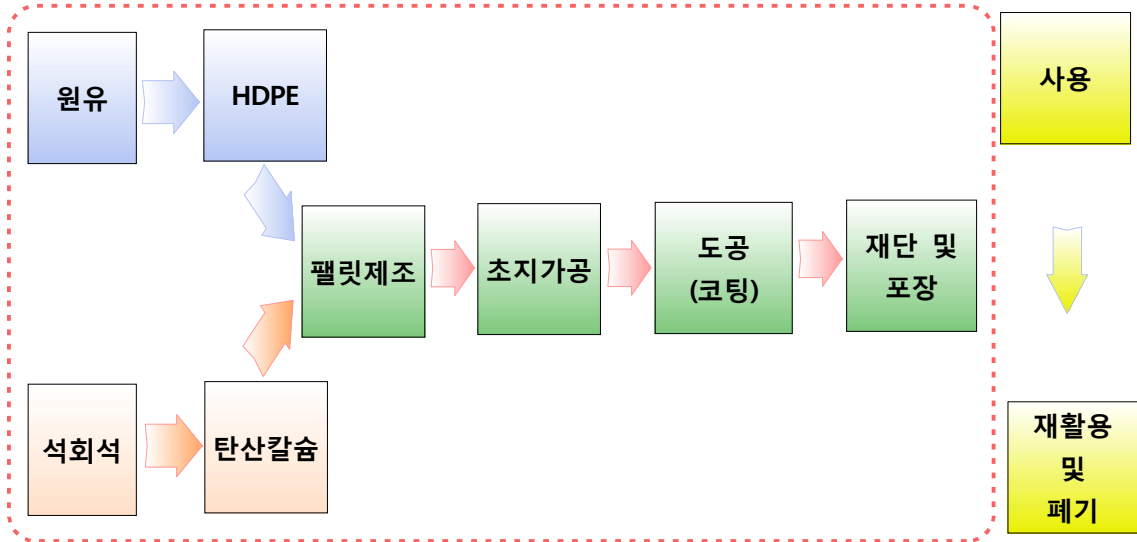 원유
HDPE
사용
팰릿제조
초지가공
도공
(코팅)
재단 및
포장
석회석
탄산칼슘
재활용
및
폐기